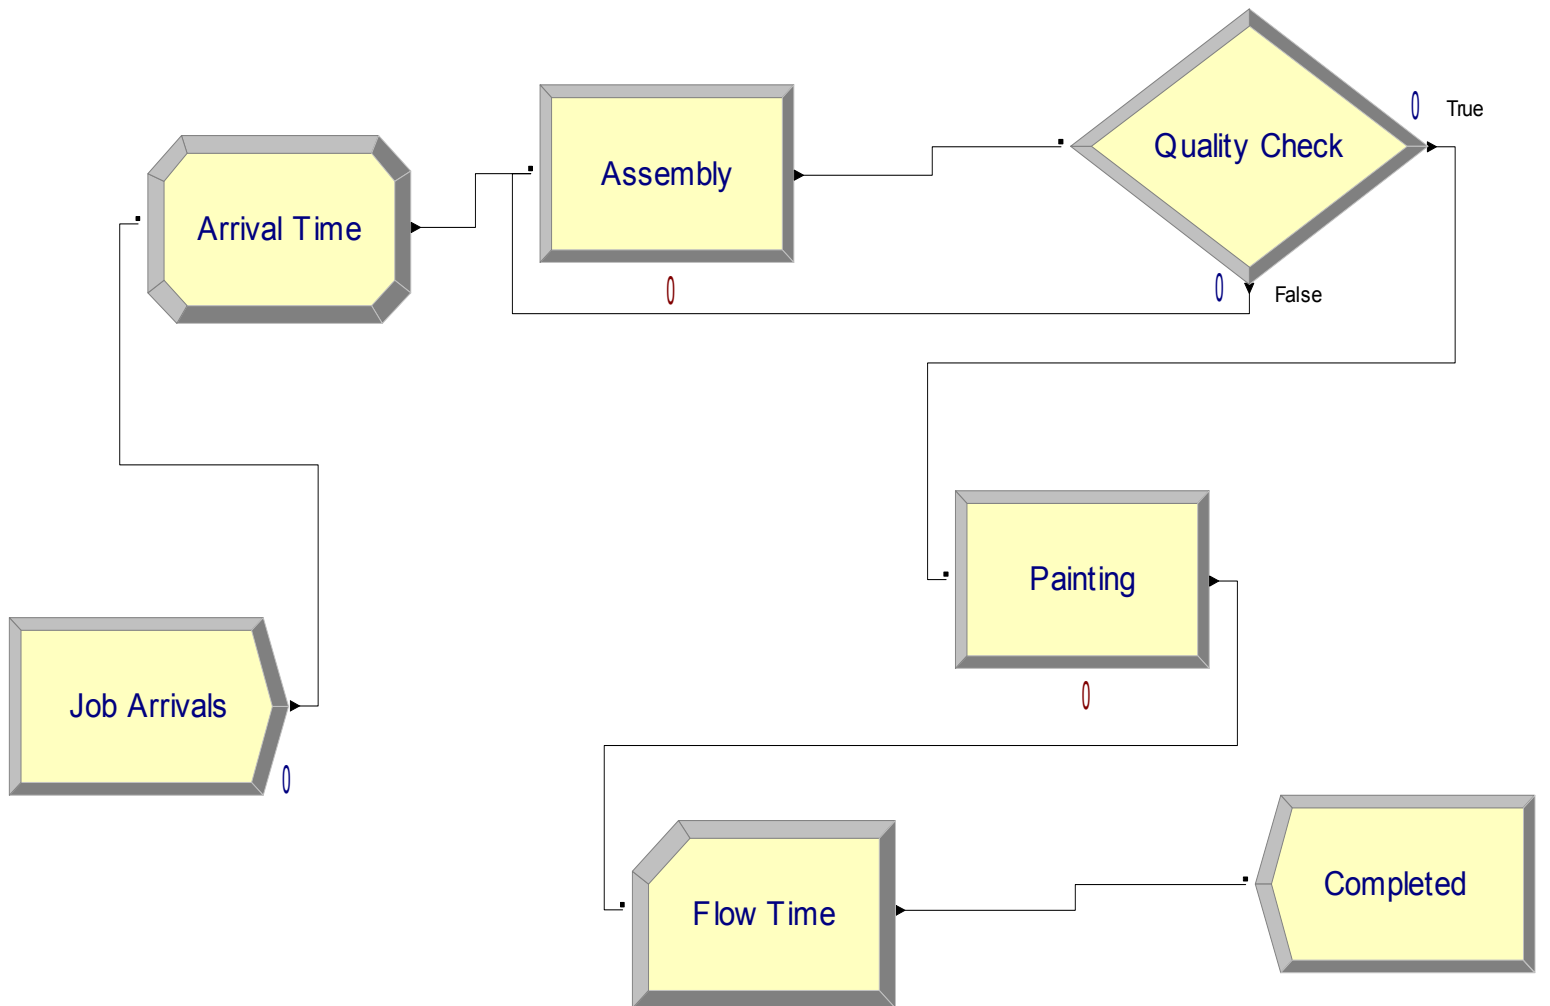 0
True
Quality Check
Assembly
Arrival Time
0
0
False
Painting
0
Job Arrivals
0
Flow Time
Completed